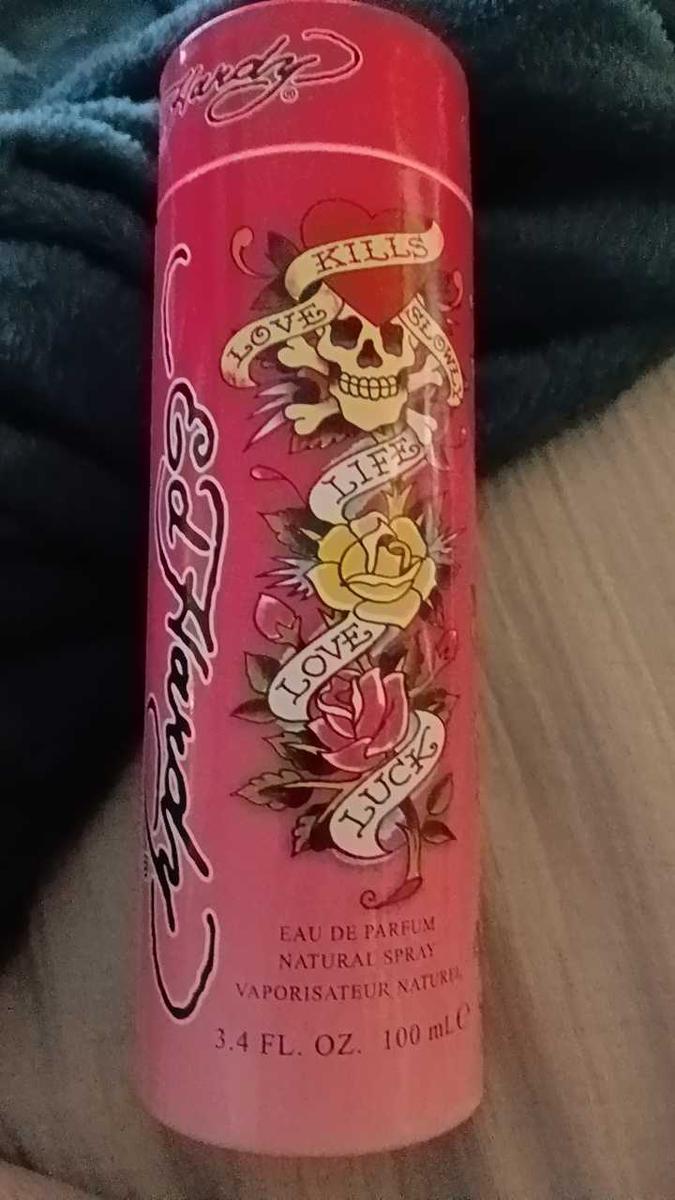 Hardy®
KILLS
LOVE
SLOWLY
Ed Hardy
LIFE
LOVE
LUCK
EAU DE PARFUM
NATURAL SPRAY
VAPORISATEUR NATUREL
3.4 FL. OZ. 100 mL e